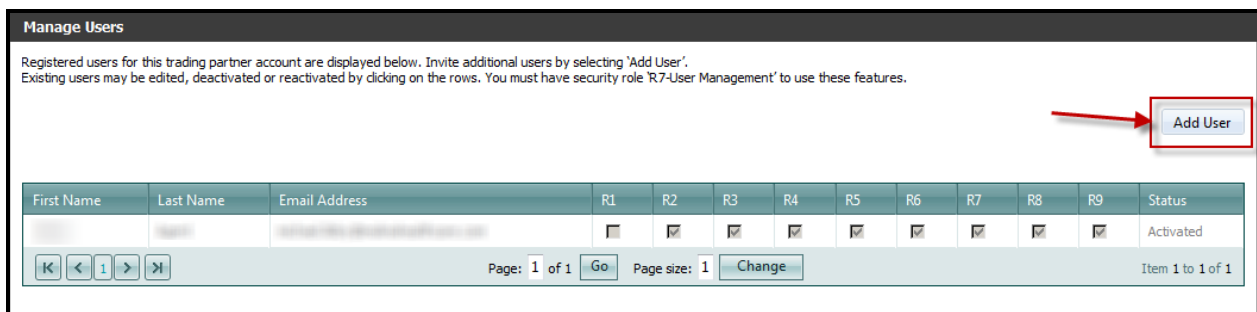 Manage Users
Registered users for this trading partner account are displayed below. Invite additional users by selecting ‘Add User’.
Existing users may be edited, deactivated or reactivated by clicking on the rows. You must have security role ‘R7-User Management’ to use these features.
Add User
First Name Last Name Email Address R1 R2 R3 R4 R5 R6 R7 R8 R9 Status
Activated
1 Page: 1 of 1 Go Page size: 1 Change Item 1 to 1 of 1